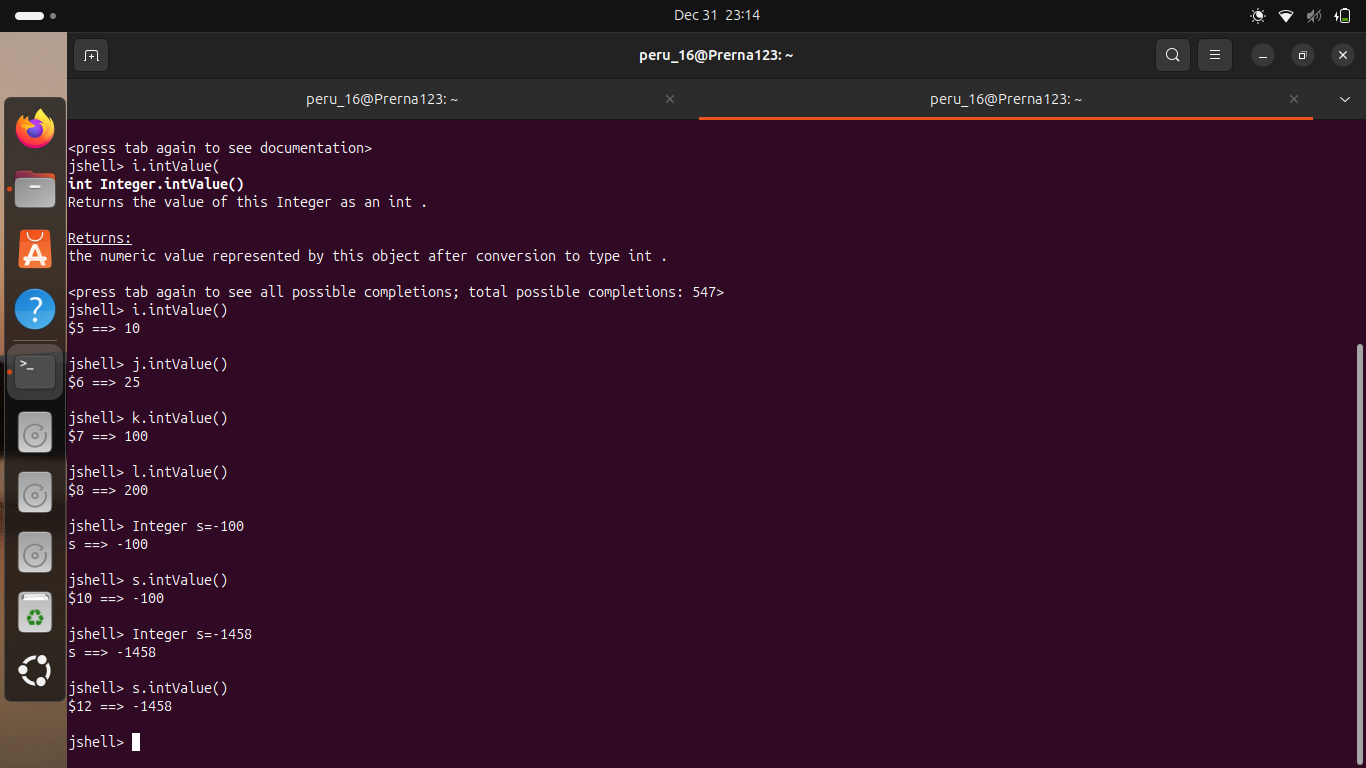 Dec 31 23:14
peru_16@Prerna123: ~
peru_16@Prerna123: ~
peru_16@Prerna123: ~
<press tab again to see documentation>
jshell> i.intValue(
int Integer.intValue()
Returns the value of this Integer as an int .
Returns:
the numeric value represented by this object after conversion to type int .
<press tab again to see all possible completions; total possible completions: 547>
jshell> i.intValue()
$5 ==> 10
jshell> j.intValue()
$6 ==> 25
jshell> k.intValue()
$7 ==> 100
jshell> l.intValue()
$8 ==> 200
jshell> Integer s=-100
s ==> -100
jshell> s.intValue()
$10 ==> -100
jshell> Integer s=-1458
s ==> -1458
jshell> s.intValue()
$12 ==> -1458
jshell>